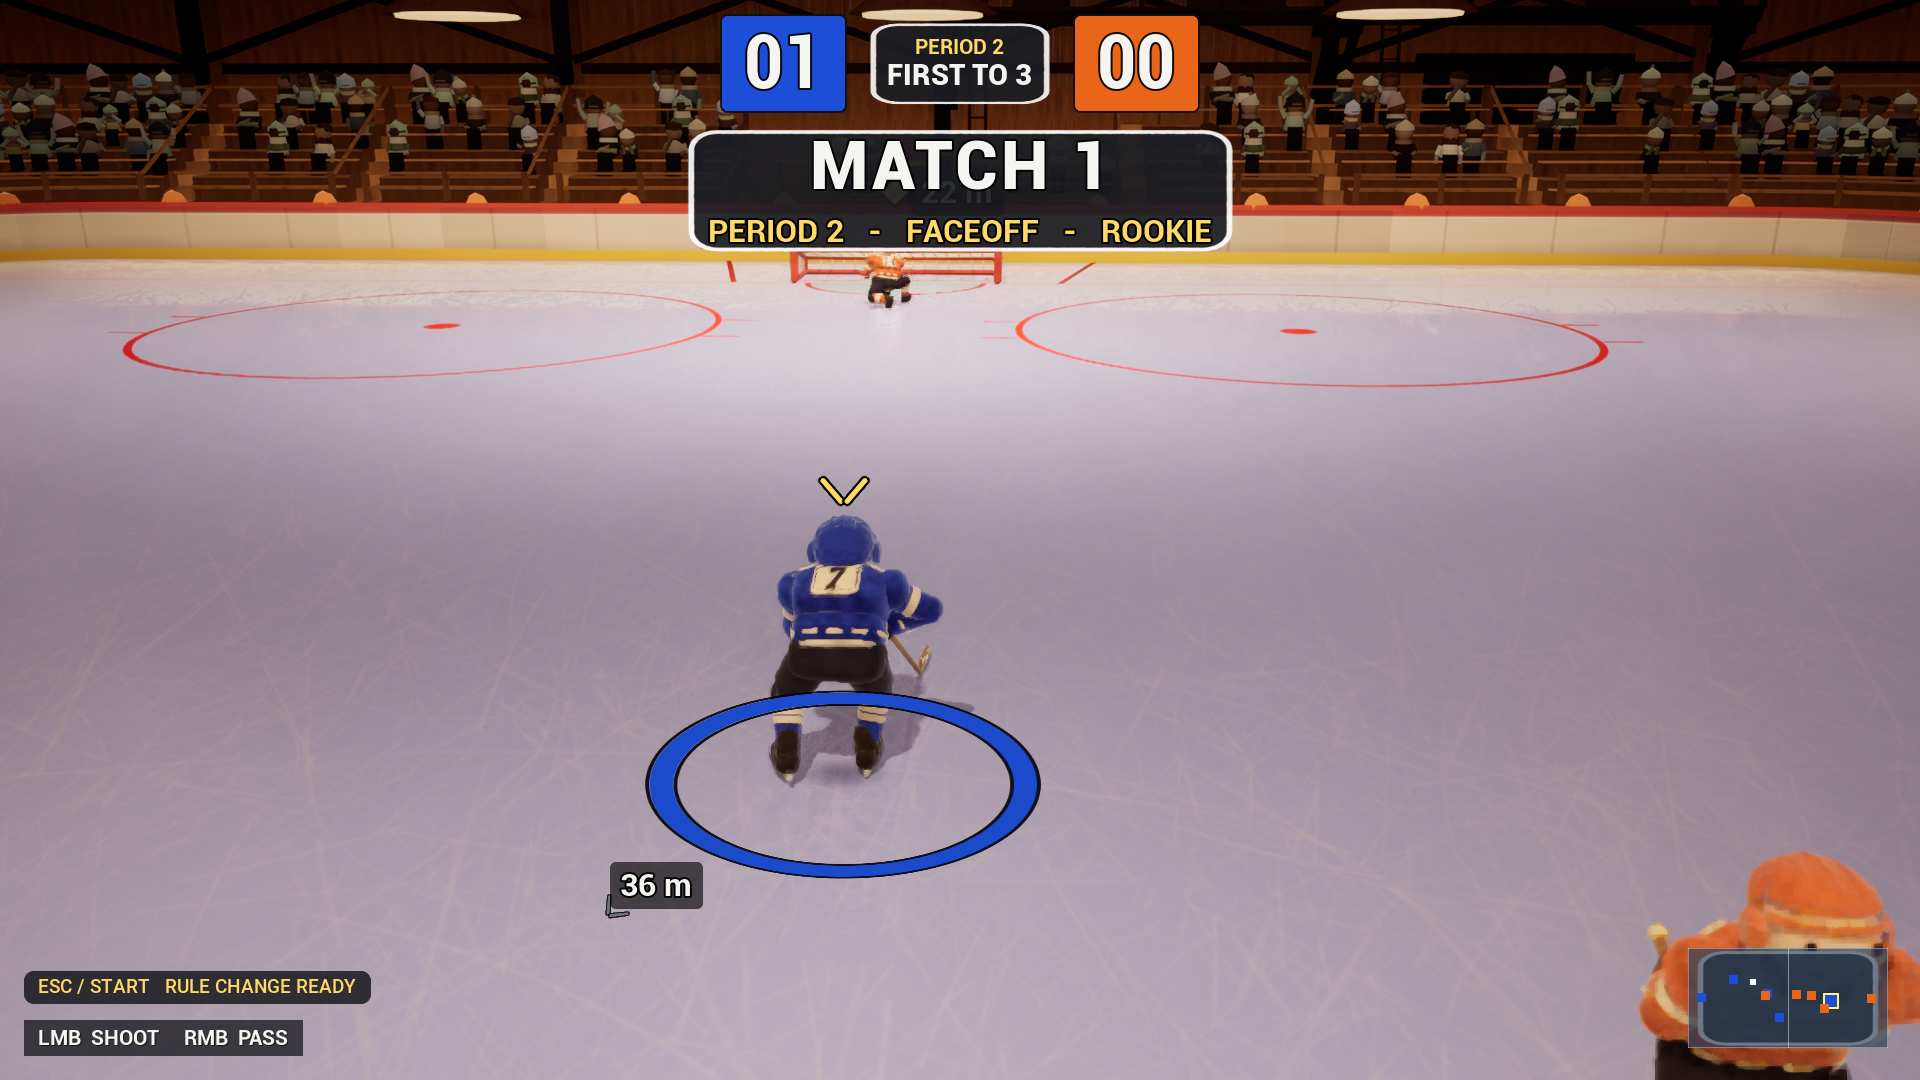 01
PERIOD 2
FIRST TO 3
00
MATCH 1
22 m
PERIOD 2 - FACEOFF - ROOKIE
7
36 m
ESC / START RULE CHANGE READY
LMB SHOOT RMB PASS